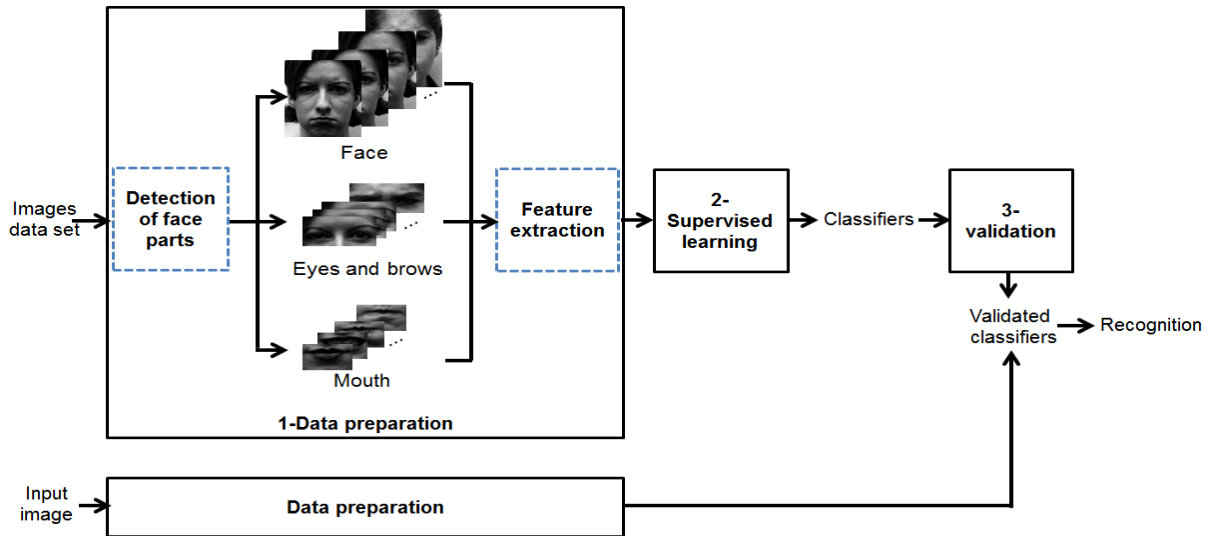 Images
data set
Detection
of face
parts
...
Face
...
Eyes and brows
...
Mouth
Feature
extraction
1-Data preparation
2-
Supervised
learning
Classifiers
3-
validation
Validated
classifiers
Recognition
Input
image
Data preparation